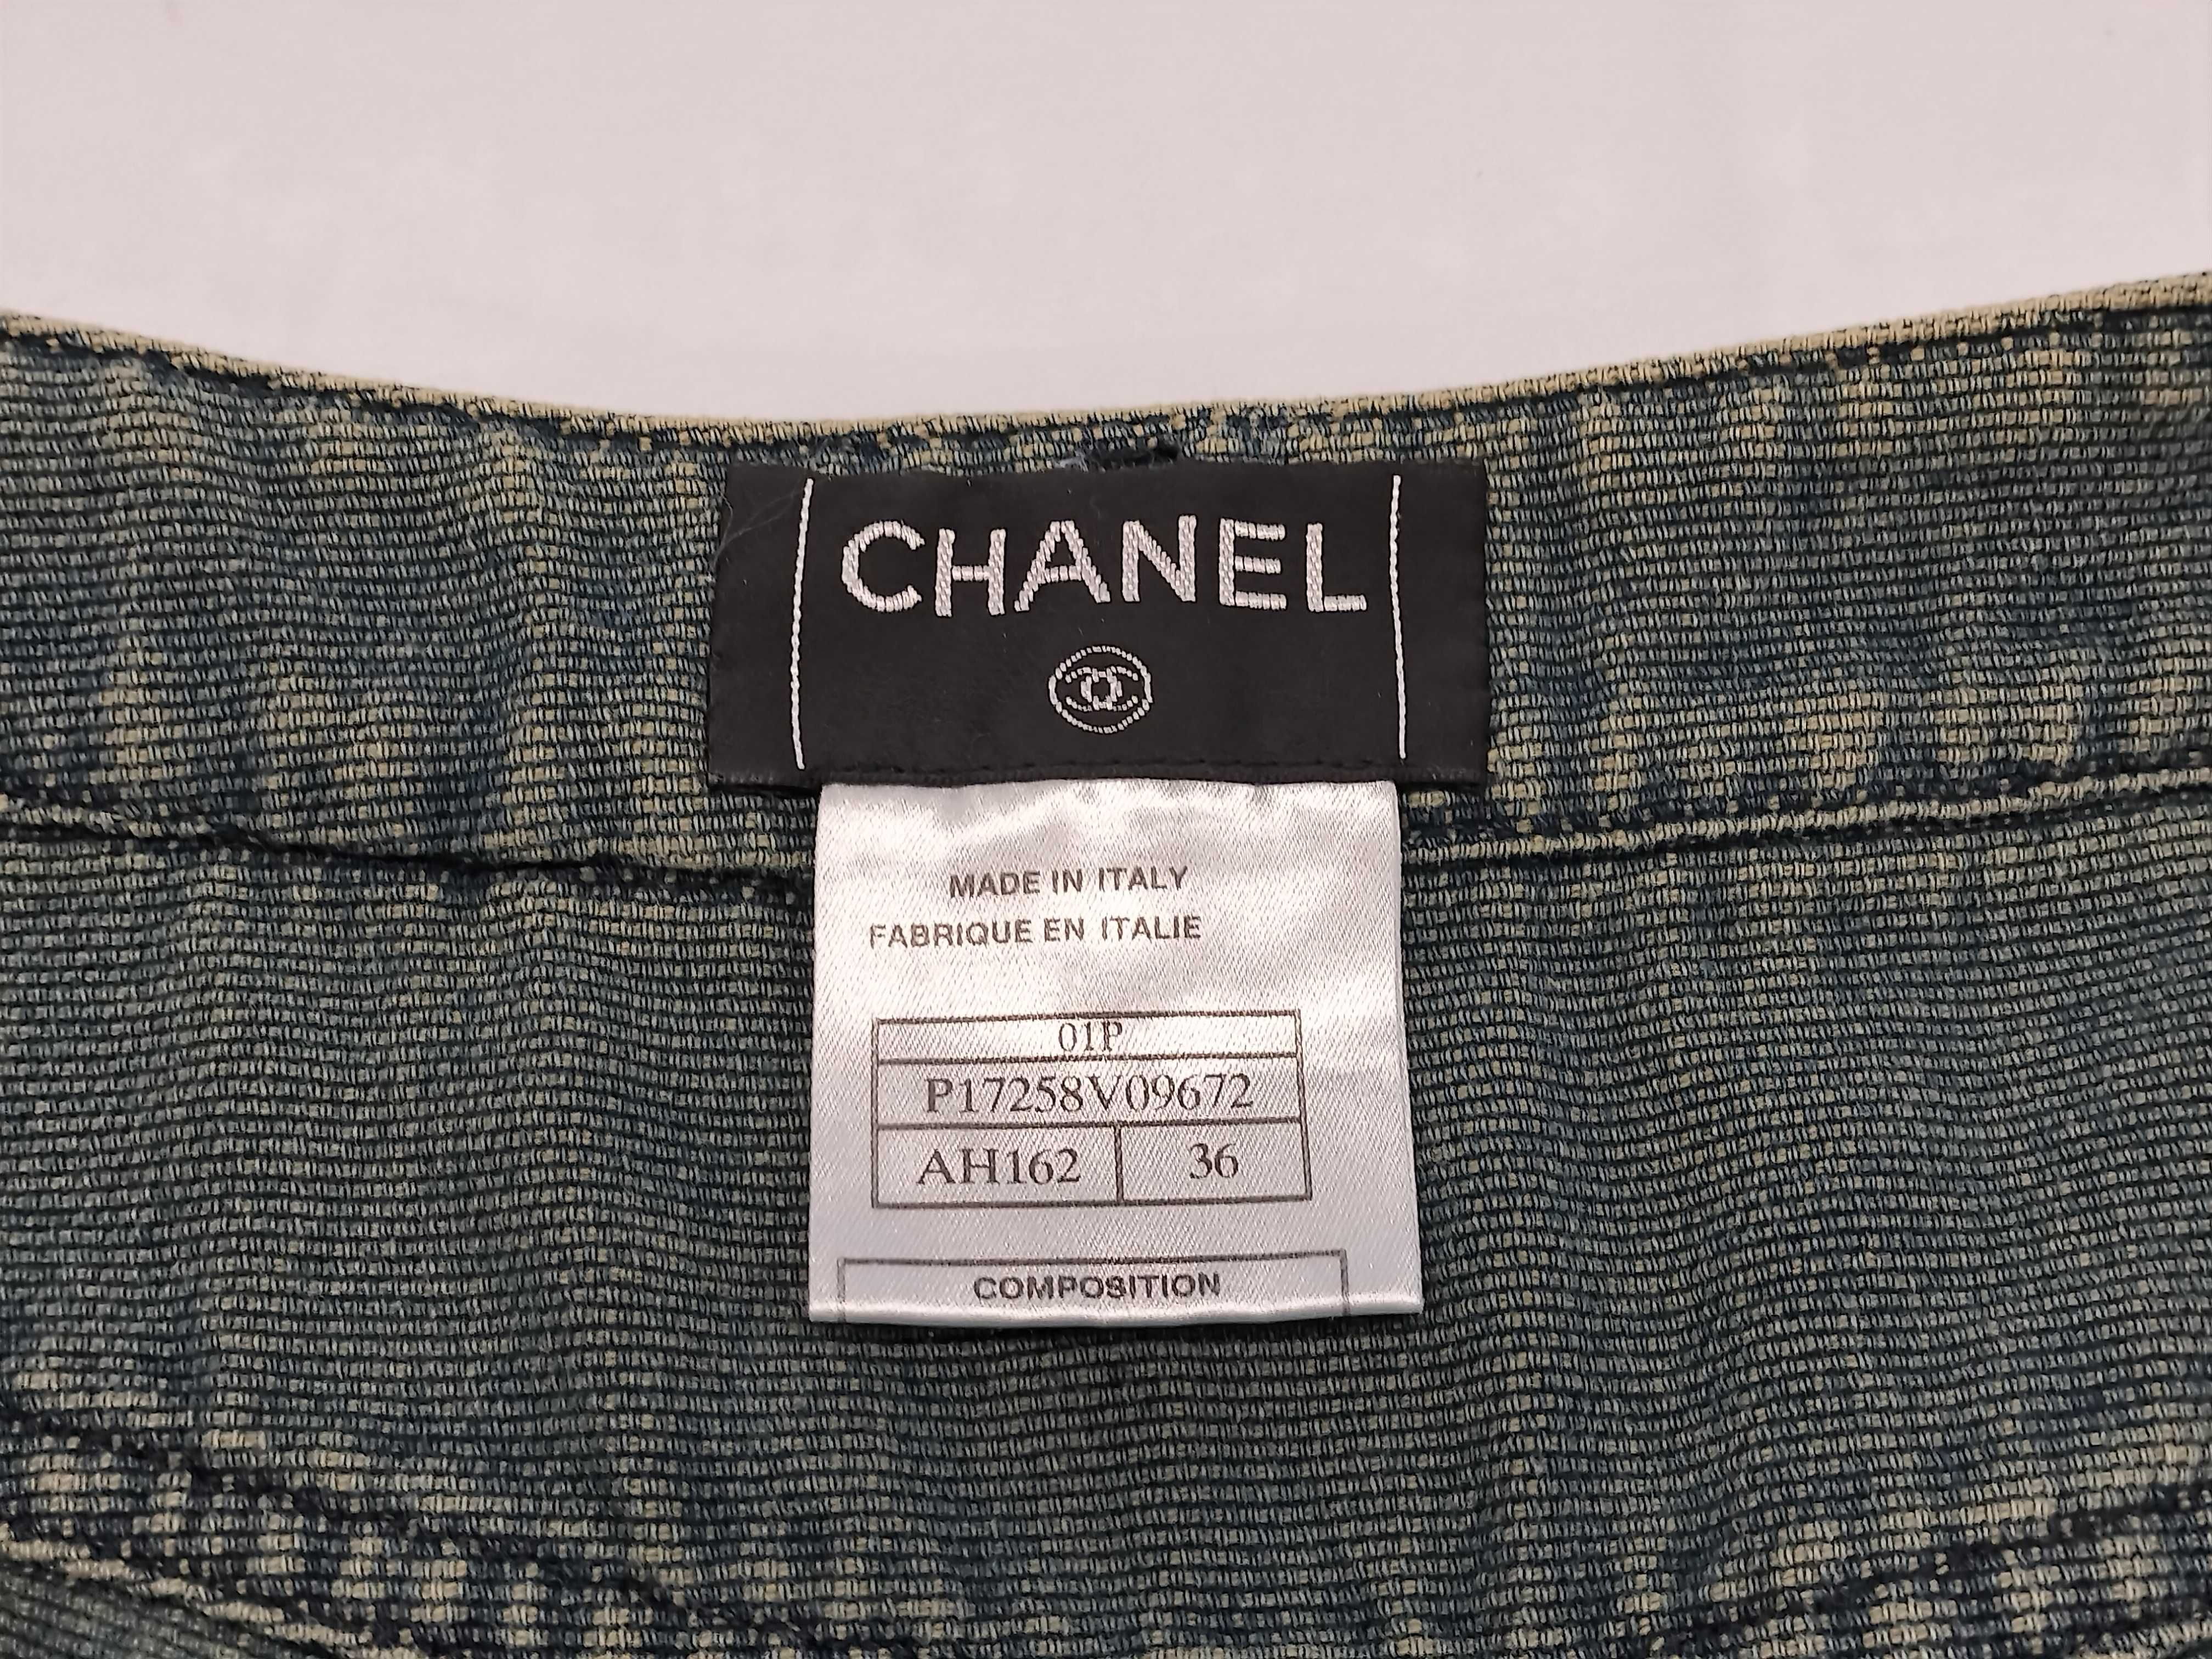 CHANEL
MADE IN ITALY
FABRIQUE EN ITALIE
01P
P17258V09672
AH162 36
COMPOSITION